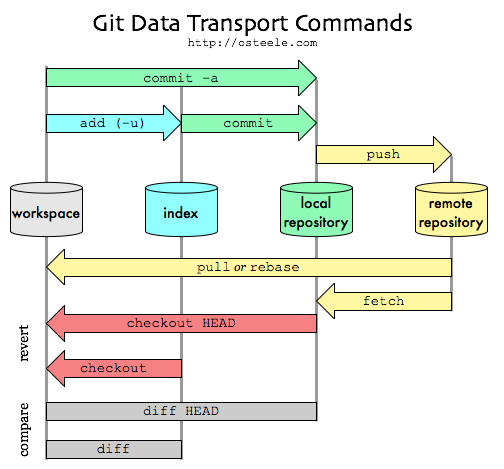 Git Data Transport Commands
http://osteele.com
commit -a
add (-u)
commit
push
workspace
index
local
repository
remote
repository
pull or rebase
fetch
revert
checkout HEAD
checkout
compare
diff HEAD
diff